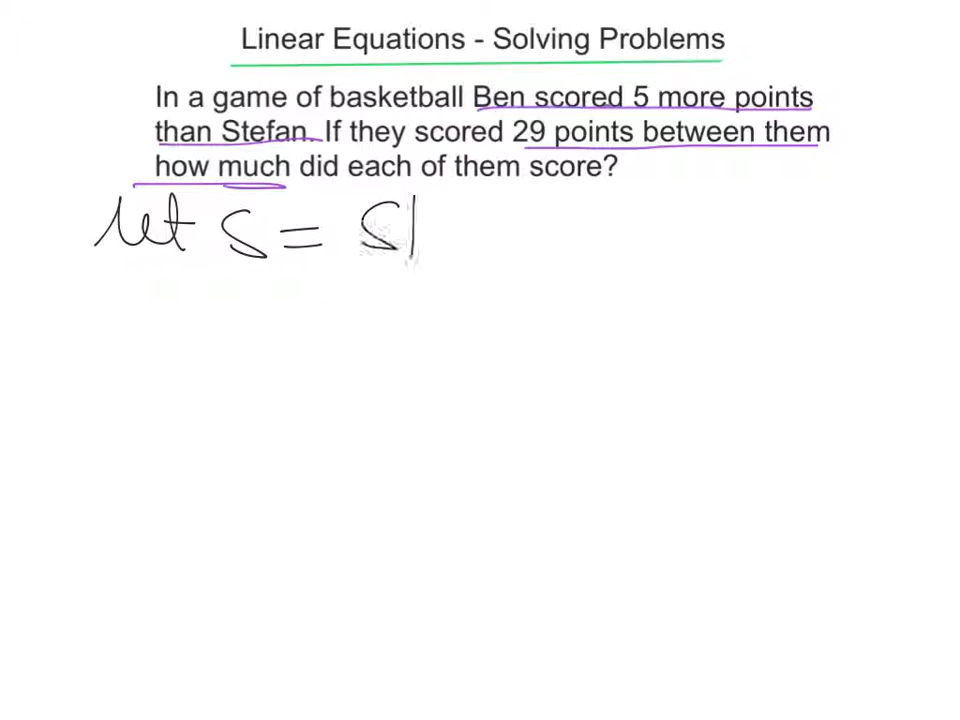 Linear Equations - Solving Problems
In a game of basketball Ben scored 5 more points
than Stefan. If they scored 29 points between them
how much did each of them score?
let s = S